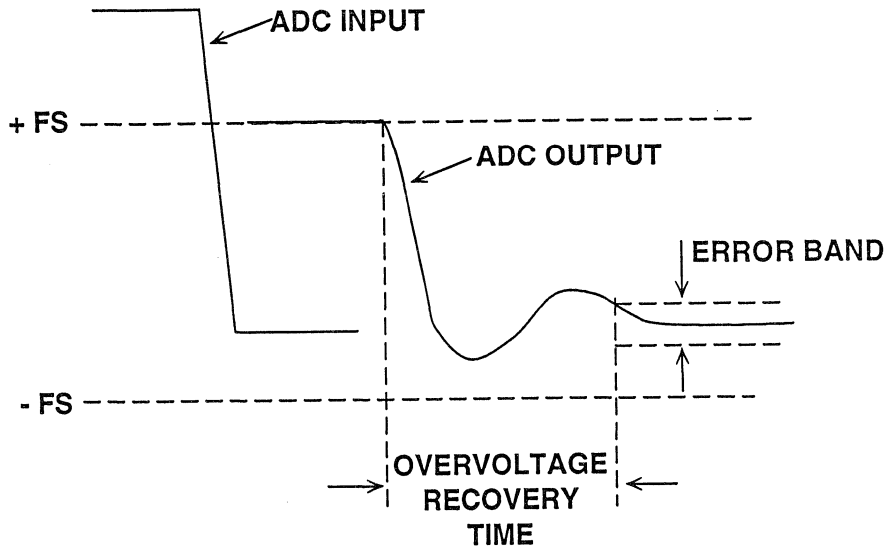 ADC INPUT
+ FS
ADC OUTPUT
ERROR BAND
- FS
OVERVOLTAGE
RECOVERY
TIME